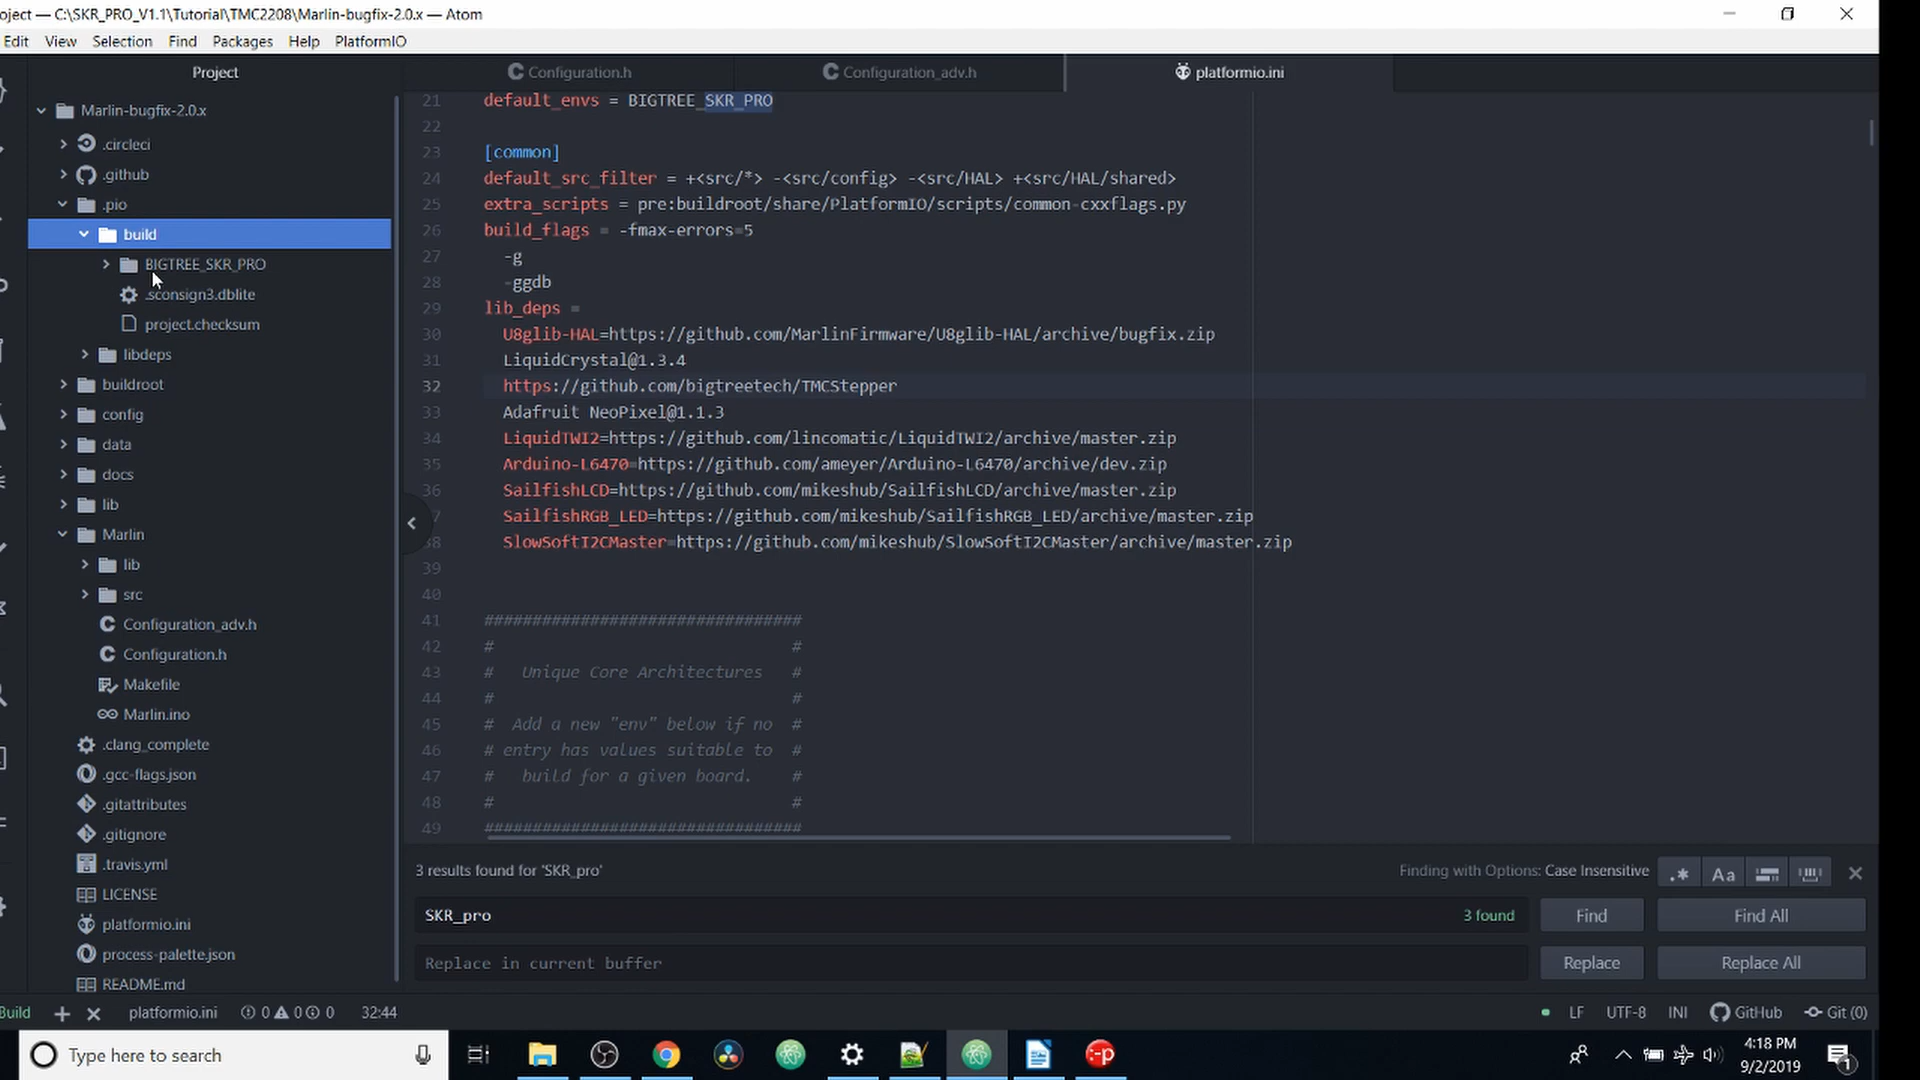 oject — C:\SKR_PRO_V1.1\Tutorial\TMC2208\Marlin-bugfix-2.0.x — Atom
Edit View Selection Find Packages Help PlatformIO
Project
Configuration.h
Configuration_adv.h
platformio.ini
Marlin-bugfix-2.0.x
.circleci
.github
.pio
build
BIGTREE_SKR_PRO
.sconsign3.dblite
project.checksum
libdeps
buildroot
config
data
docs
lib
Marlin
lib
src
Configuration_adv.h
Configuration.h
Makefile
Marlin.ino
.clang_complete
.gcc-flags.json
.gitattributes
.gitignore
.travis.yml
LICENSE
platformio.ini
process-palette.json
README.md
21 default_envs = BIGTREE_SKR_PRO
22
23 [common]
24 default_src_filter = +<src/*> -<src/config> -<src/HAL> +<src/HAL/shared>
25 extra_scripts = pre:buildroot/share/PlatformIO/scripts/common-cxxflags.py
26 build_flags = -fmax-errors=5
27 -g
28 -ggdb
29 lib_deps =
30 U8glib-HAL=https://github.com/MarlinFirmware/U8glib-HAL/archive/bugfix.zip
31 LiquidCrystal@1.3.4
32 https://github.com/bigtreetech/TMCStepper
33 Adafruit NeoPixel@1.1.3
34 LiquidTWI2=https://github.com/lincomatic/LiquidTWI2/archive/master.zip
35 Arduino-L6470=https://github.com/ameyer/Arduino-L6470/archive/dev.zip
36 SailfishLCD=https://github.com/mikeshub/SailfishLCD/archive/master.zip
7 SailfishRGB_LED=https://github.com/mikeshub/SailfishRGB_LED/archive/master.zip
38 SlowSoftI2CMaster=https://github.com/mikeshub/SlowSoftI2CMaster/archive/master.zip
39
40
41 #################################
42 # #
43 # Unique Core Architectures #
44 # #
45 # Add a new "env" below if no #
46 # entry has values suitable to #
47 # build for a given board. #
48 # #
49 #################################
3 results found for 'SKR_pro'
Finding with Options: Case Insensitive
.* Aa
SKR_pro
3 found
Find
Find All
Replace in current buffer
Replace
Replace All
Build + platformio.ini 0 0 0 32:44
LF UTF-8 INI GitHub Git (0)
Type here to search
4:18 PM
9/2/2019
1